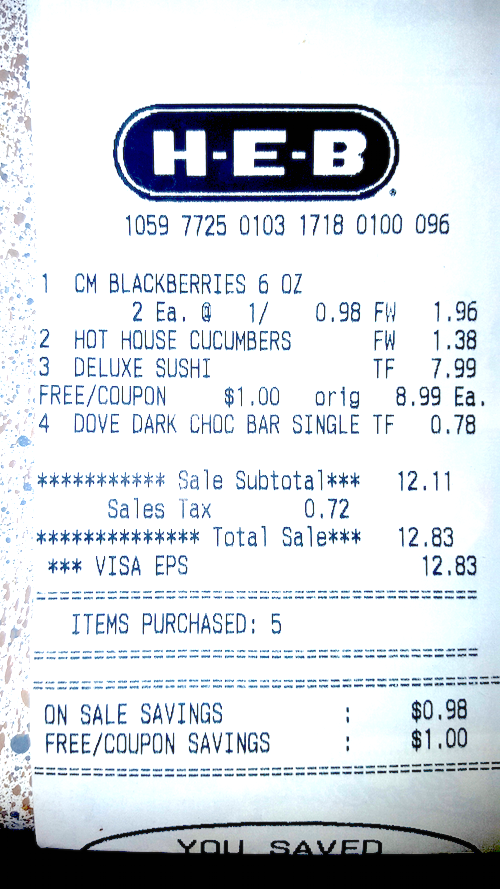 H-E-B
1059 7725 0103 1718 0100 096
1 CM BLACKBERRIES 6 OZ
2 Ea. @ 1/ 0.98 FW 1.96
2 HOT HOUSE CUCUMBERS FW 1.38
3 DELUXE SUSHI TF 7.99
FREE/COUPON $1.00 orig 8.99 Ea.
4 DOVE DARK CHOC BAR SINGLE TF 0.78
*********** Sale Subtotal*** 12.11
Sales Tax 0.72
************** Total Sale*** 12.83
*** VISA EPS 12.83
ITEMS PURCHASED: 5
ON SALE SAVINGS : $0.98
FREE/COUPON SAVINGS : $1.00
YOU SAVED